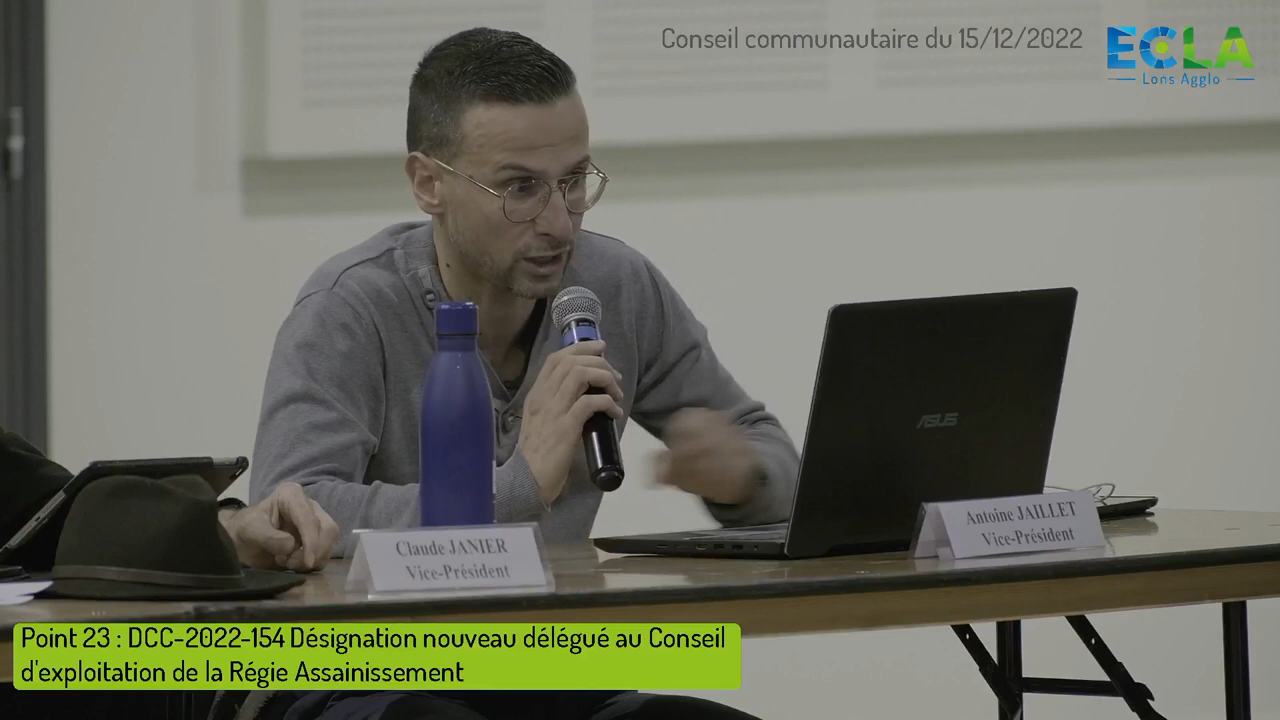 Conseil communautaire du 15/12/2022
ECLA
Lons Agglo
ASUS
Antoine JAILLET
Vice-Président
Claude JANIER
Vice-Président
Point 23 : DCC-2022-154 Désignation nouveau délégué au Conseil
d'exploitation de la Régie Assainissement